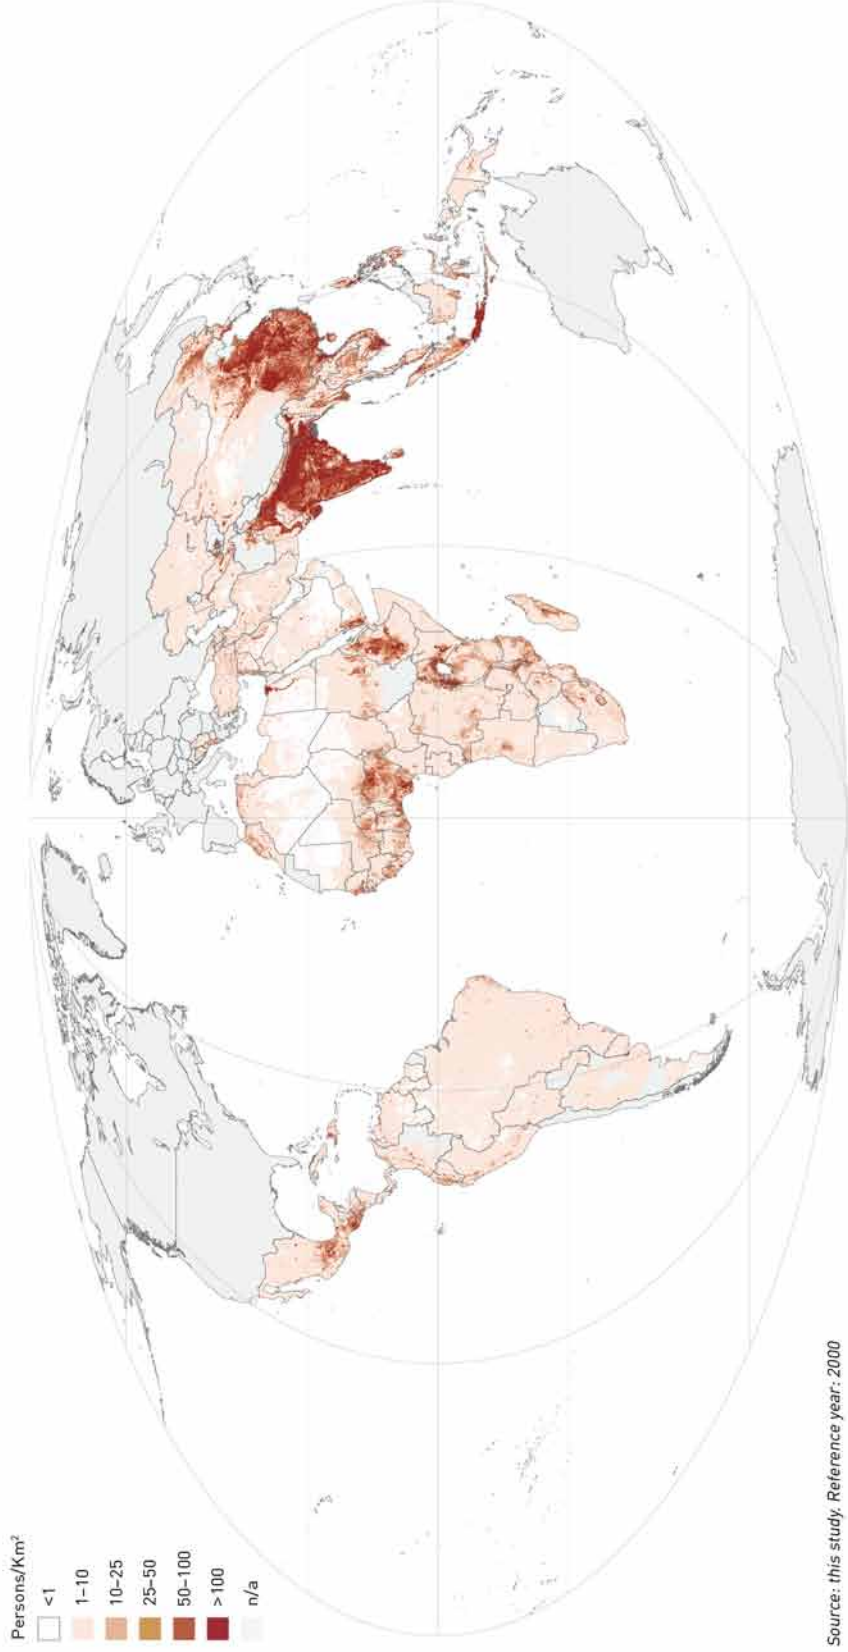 Persons/Km²
<1
1–10
10–25
25–50
50–100
>100
n/a
Source: this study. Reference year: 2000